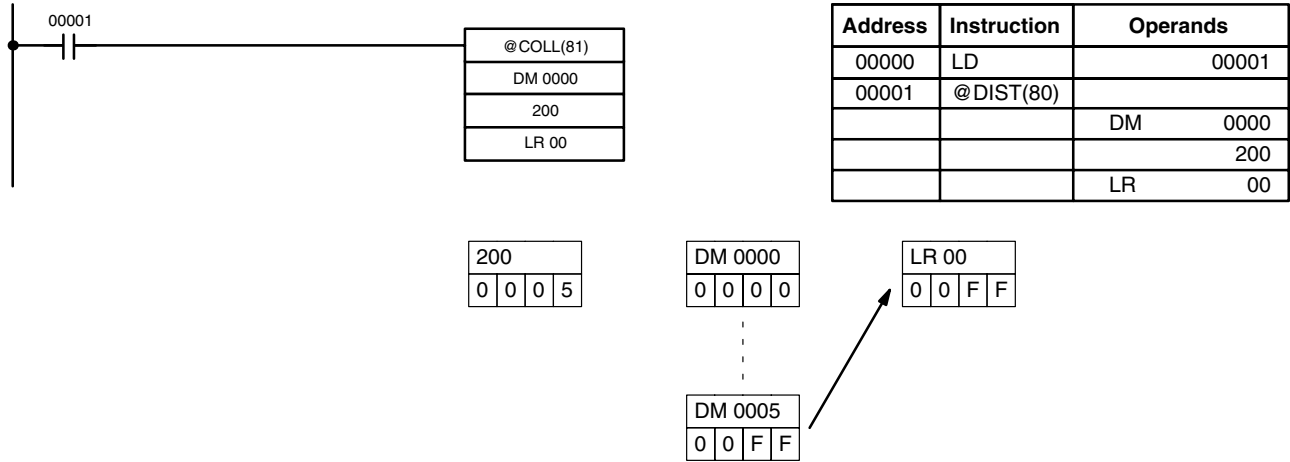 00001
@COLL(81)
DM 0000
200
LR 00
Address Instruction Operands
00000 LD 00001
00001 @DIST(80)
DM 0000
200
LR 00
200
0 0 0 5
DM 0000
0 0 0 0
LR 00
0 0 F F
DM 0005
0 0 F F